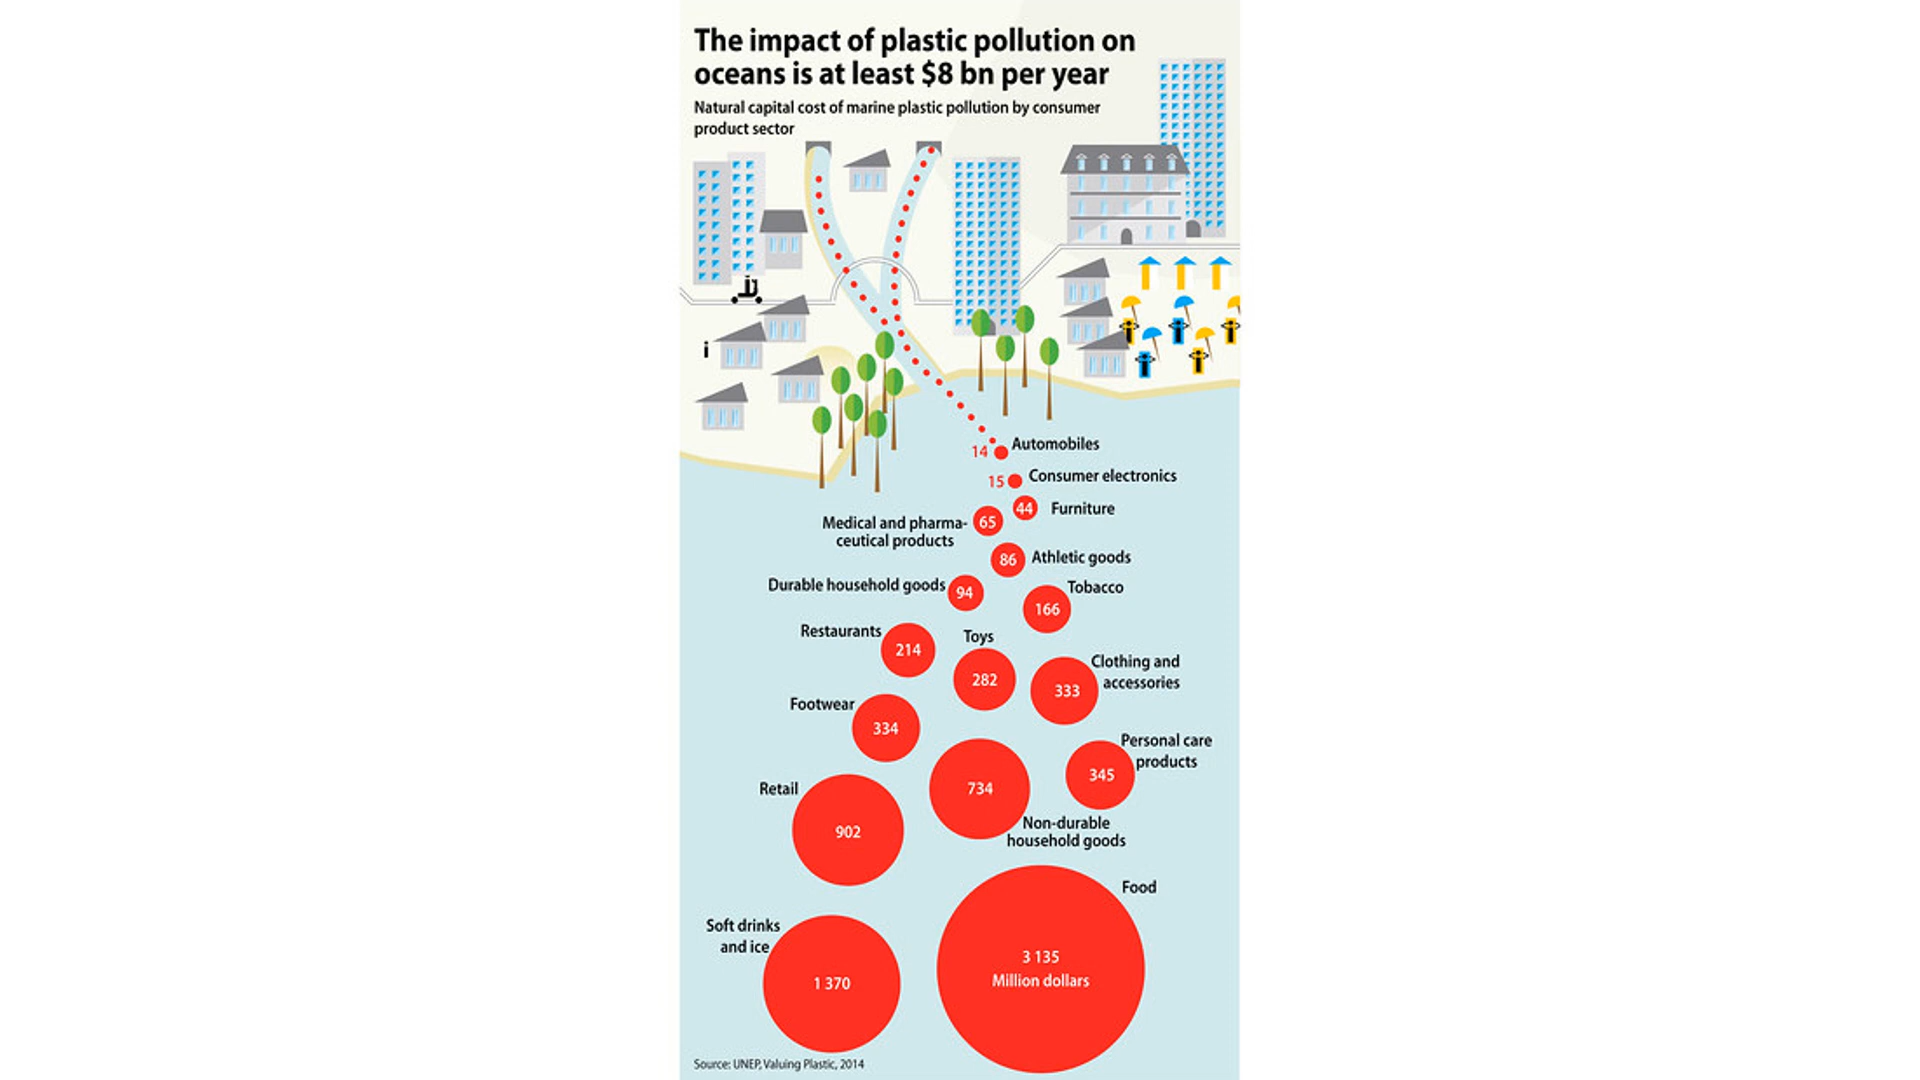 The impact of plastic pollution on
oceans is at least $8 bn per year
Natural capital cost of marine plastic pollution by consumer
product sector
14 Automobiles
15 Consumer electronics
44 Furniture
Medical and pharma-
ceutical products
65
86 Athletic goods
Durable household goods 94
Tobacco
166
Restaurants
214
Toys
282
Clothing and
accessories
333
Footwear
334
Personal care
products
345
734
Non-durable
household goods
Retail
902
Food
3 135
Million dollars
Soft drinks
and ice
1 370
Source: UNEP, Valuing Plastic, 2014